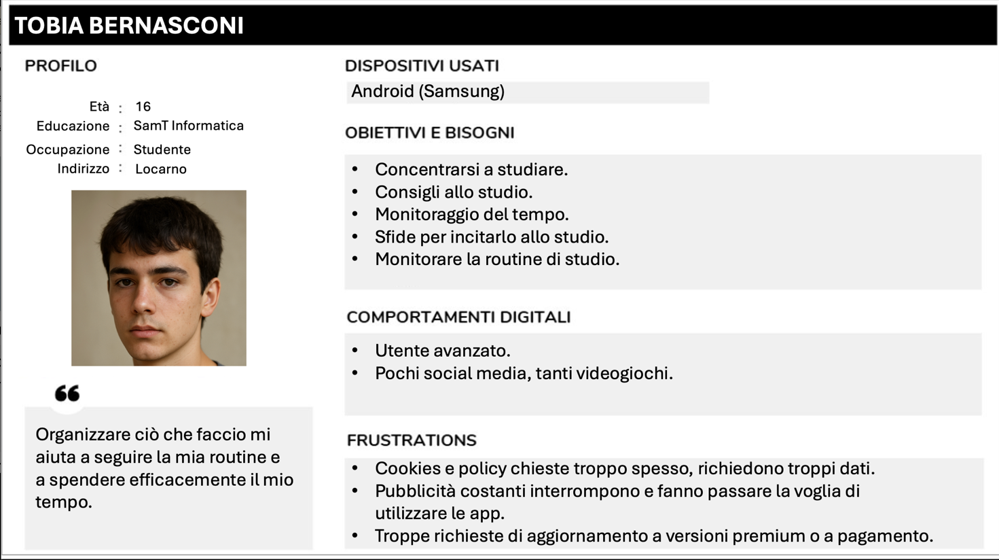 TOBIA BERNASCONI
PROFILO
Età : 16
Educazione : SamT Informatica
Occupazione : Studente
Indirizzo : Locarno
“
Organizzare ciò che faccio mi
aiuta a seguire la mia routine e
a spendere efficacemente il mio
tempo.
DISPOSITIVI USATI
Android (Samsung)
OBIETTIVI E BISOGNI
• Concentrarsi a studiare.
• Consigli allo studio.
• Monitoraggio del tempo.
• Sfide per incitarlo allo studio.
• Monitorare la routine di studio.
COMPORTAMENTI DIGITALI
• Utente avanzato.
• Pochi social media, tanti videogiochi.
FRUSTRATIONS
• Cookies e policy chieste troppo spesso, richiedono troppi dati.
• Pubblicità costanti interrompono e fanno passare la voglia di
utilizzare le app.
• Troppe richieste di aggiornamento a versioni premium o a pagamento.